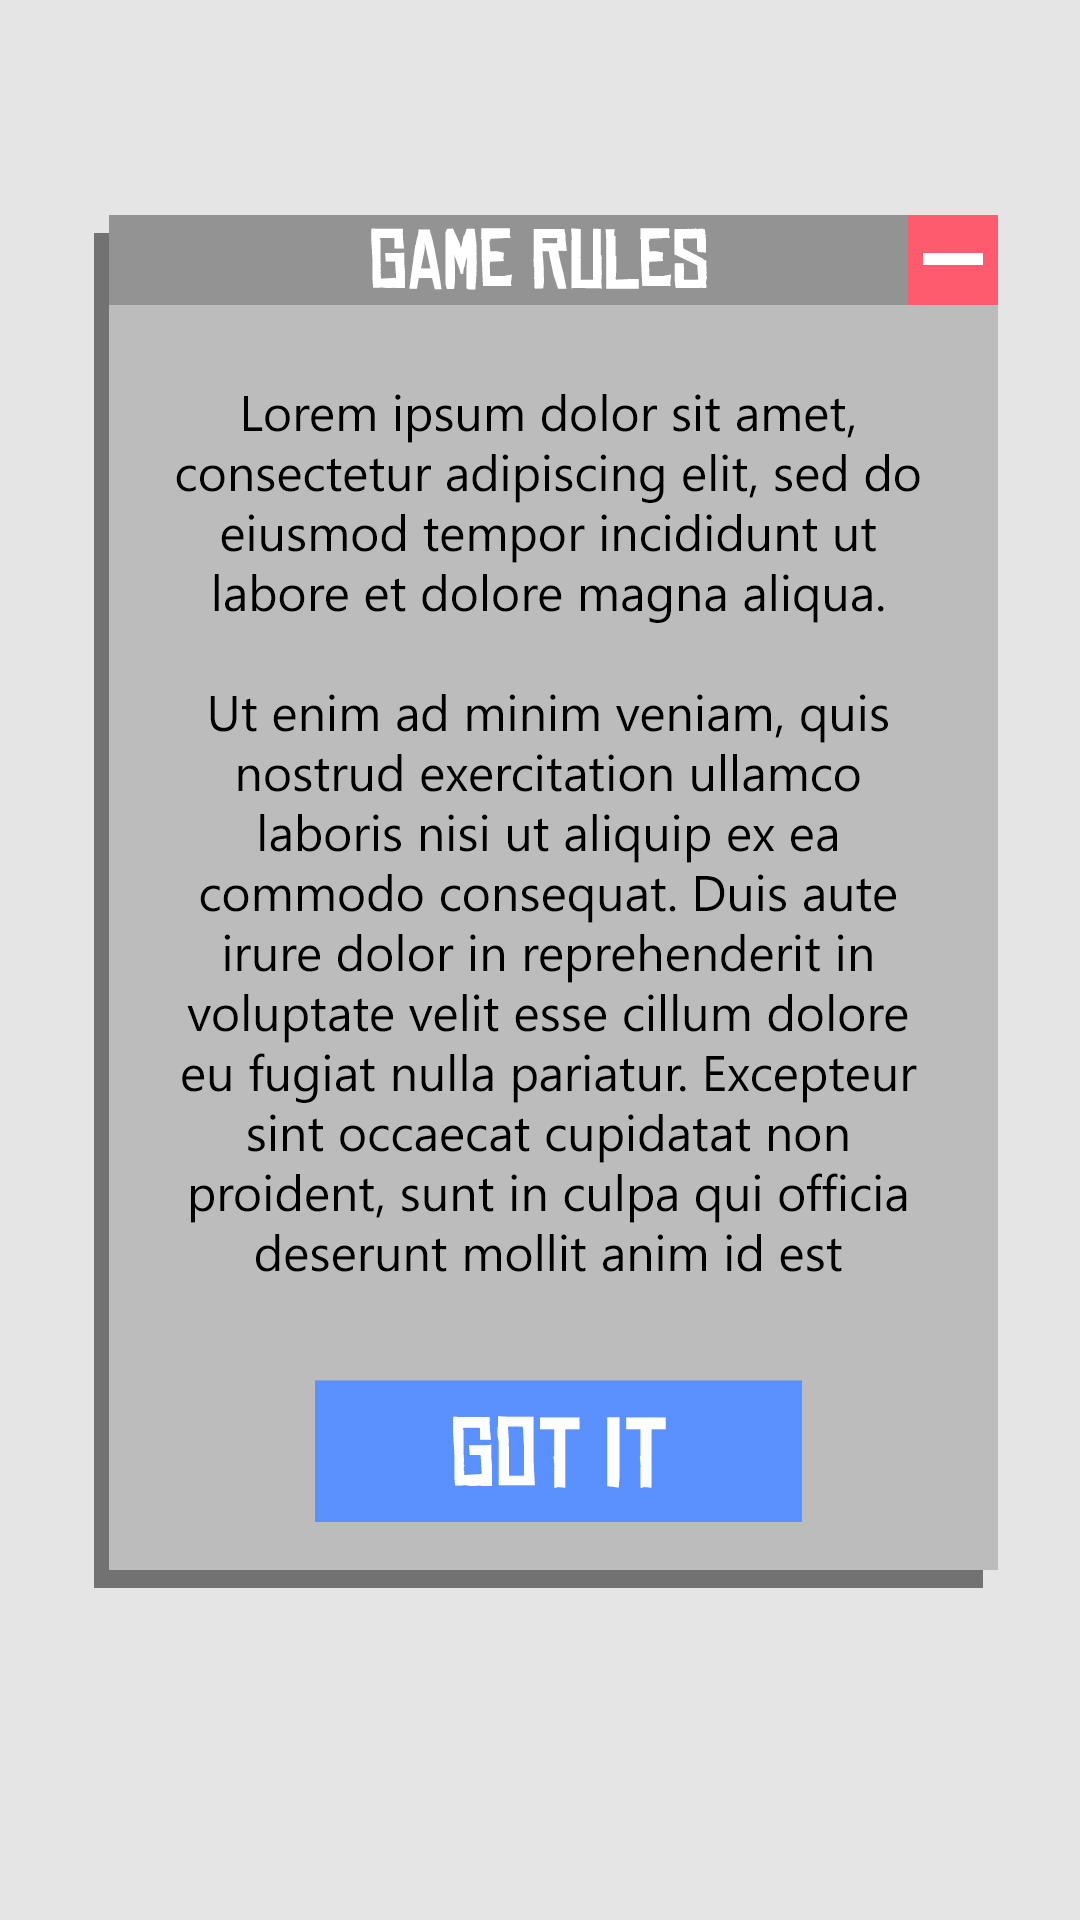 GAME RULES
Lorem ipsum dolor sit amet,
consectetur adipiscing elit, sed do
eiusmod tempor incididunt ut
labore et dolore magna aliqua.
Ut enim ad minim veniam, quis
nostrud exercitation ullamco
laboris nisi ut aliquip ex ea
commodo consequat. Duis aute
irure dolor in reprehenderit in
voluptate velit esse cillum dolore
eu fugiat nulla pariatur. Excepteur
sint occaecat cupidatat non
proident, sunt in culpa qui officia
deserunt mollit anim id est
GOT IT